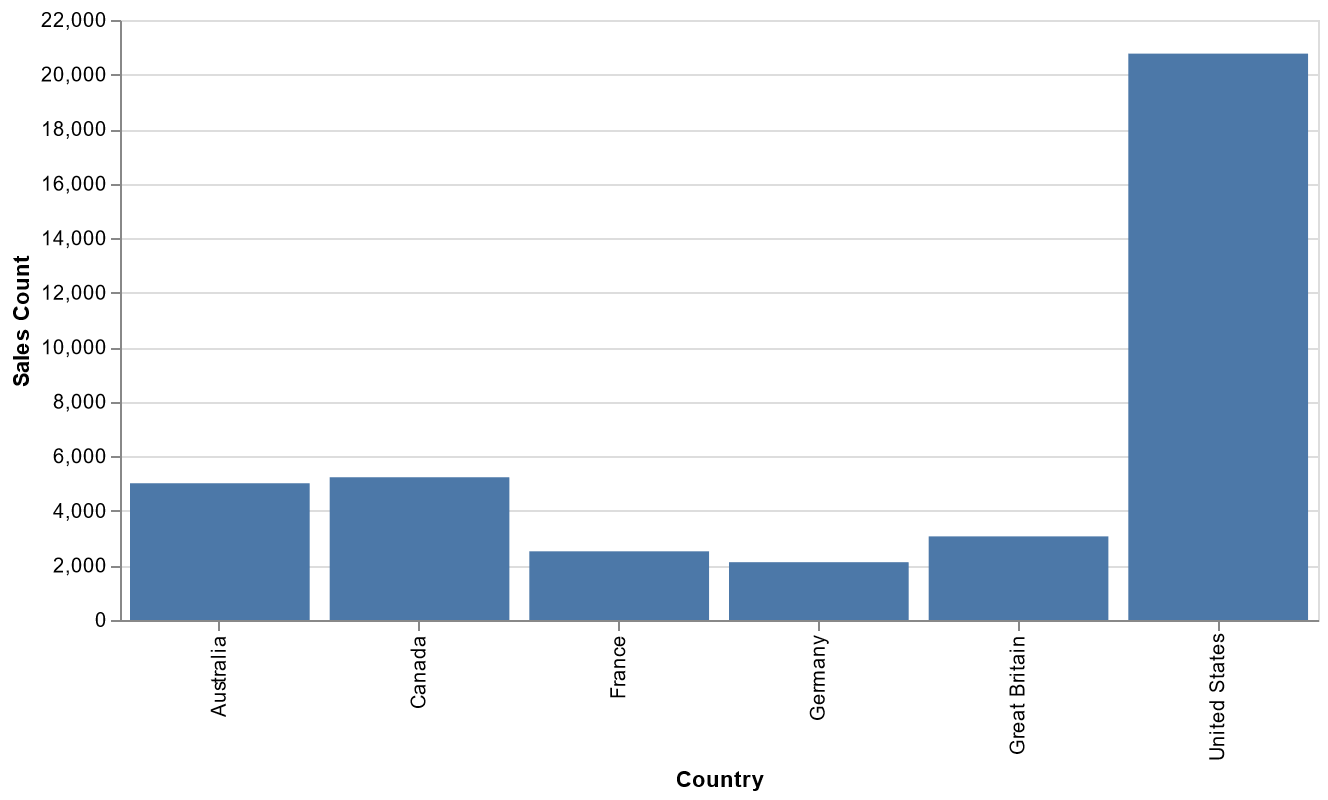 22,000
20,000
18,000
16,000
14,000
12,000
10,000
8,000
6,000
4,000
2,000
0
Sales Count
Australia
Canada
France
Germany
Great Britain
United States
Country